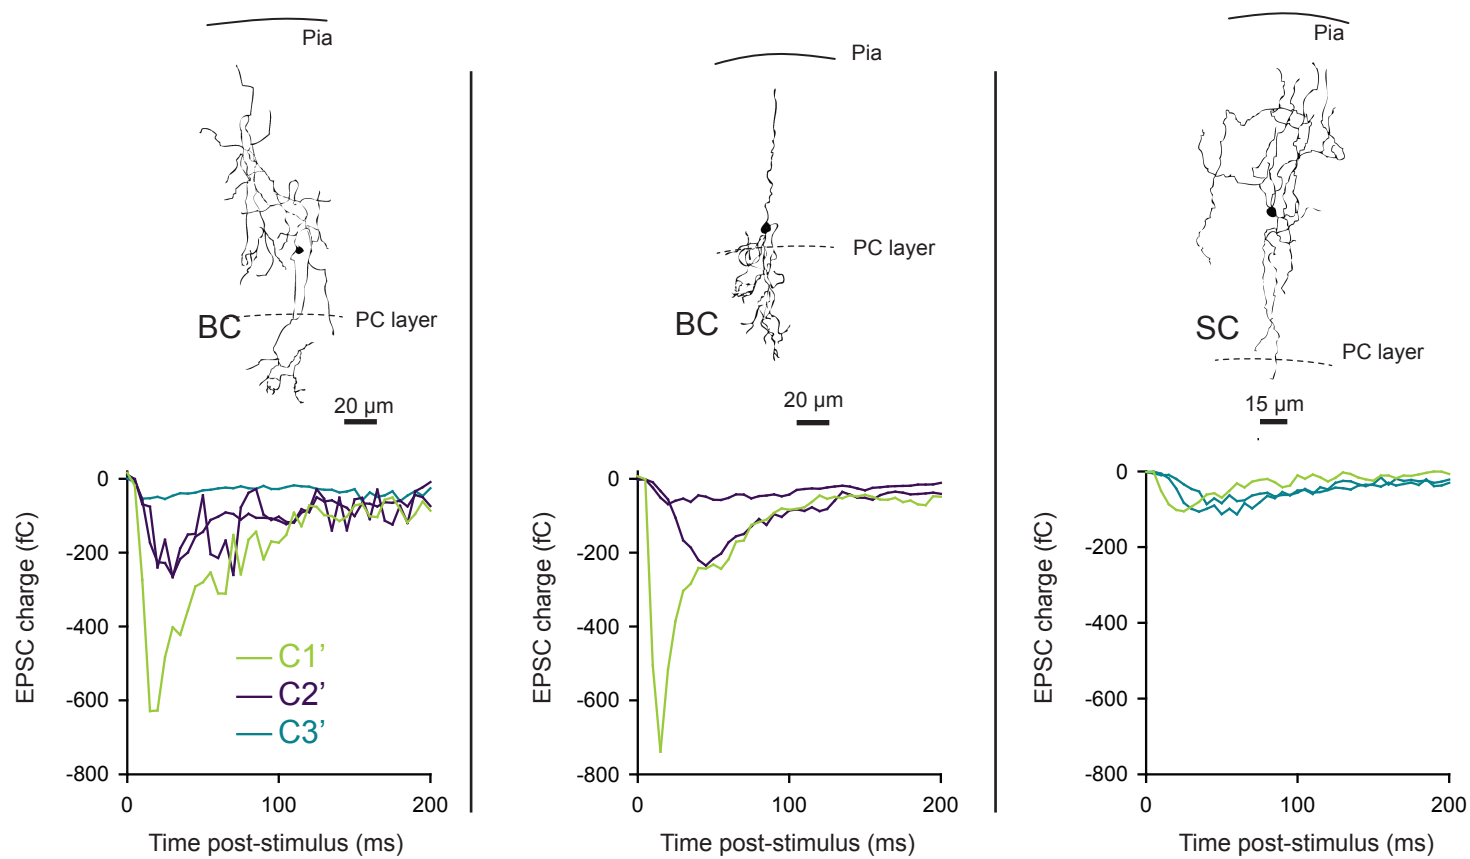 Pia
BC
PC layer
20 µm
EPSC charge (fC)
0
-200
-400
-600
-800
C1’
C2’
C3’
0
100
200
Time post-stimulus (ms)
Pia
PC layer
BC
20 µm
EPSC charge (fC)
0
-200
-400
-600
-800
0
100
200
Time post-stimulus (ms)
Pia
SC
PC layer
15 µm
EPSC charge (fC)
0
-200
-400
-600
-800
0
100
200
Time post-stimulus (ms)